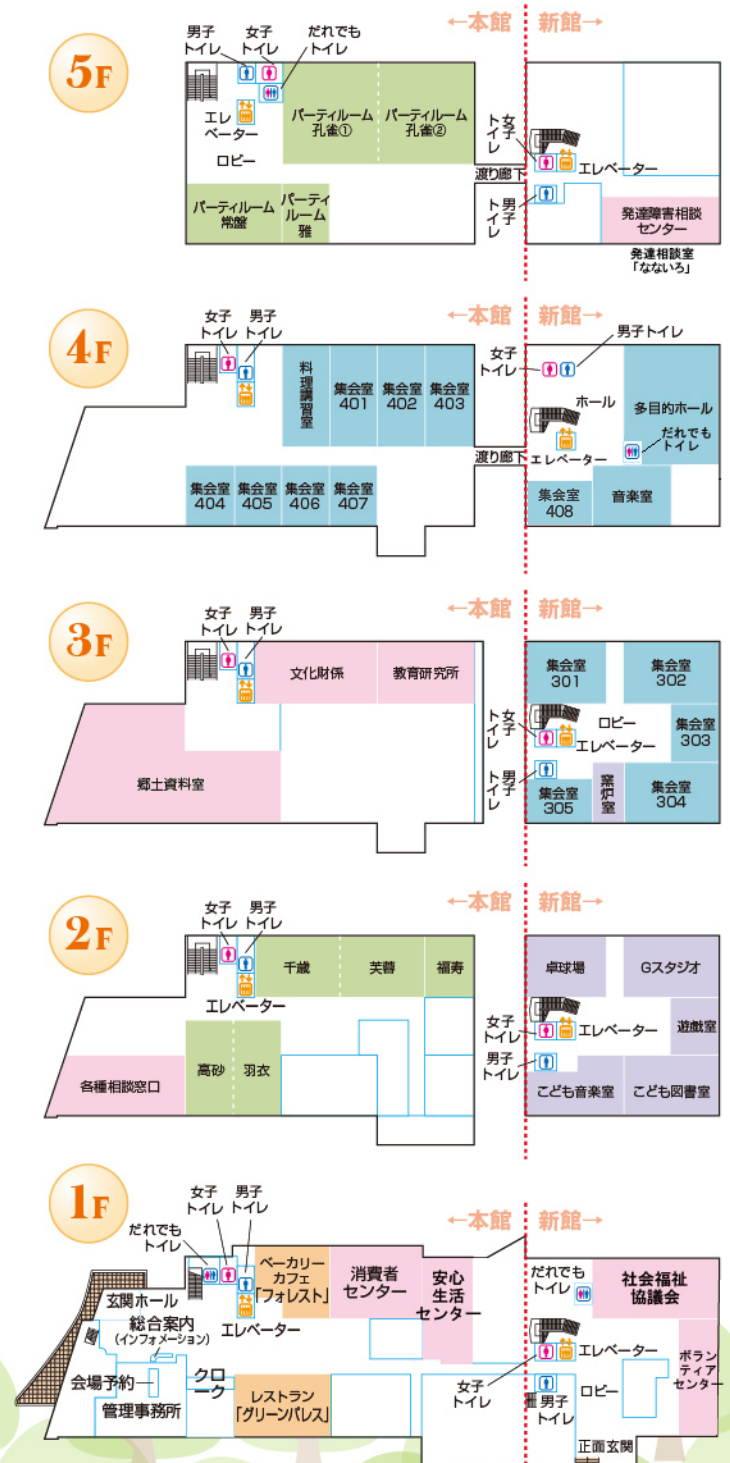 ←本館 新館→
5F
男子
トイレ
女子
トイレ
だれでも
トイレ
エレ
ベーター
ロビー
パーティルーム
孔雀①
パーティルーム
孔雀②
パーティルーム
常盤
パーティ
ルーム
雅
渡り廊下
女子
トイレ
エレベーター
男子
トイレ
発達障害相談
センター
発達相談室
「なないろ」
←本館 新館→
4F
女子
トイレ
男子
トイレ
料理講習室
集会室
401
集会室
402
集会室
403
集会室
404
集会室
405
集会室
406
集会室
407
渡り廊下
女子
トイレ
男子トイレ
ホール
多目的ホール
だれでも
トイレ
エレベーター
集会室
408
音楽室
←本館 新館→
3F
女子
トイレ
男子
トイレ
文化財係
教育研究所
郷土資料室
集会室
301
集会室
302
女子
トイレ
ロビー
エレベーター
集会室
303
男子
トイレ
集会室
305
窯炉室
集会室
304
←本館 新館→
2F
女子
トイレ
男子
トイレ
エレベーター
千歳
芙蓉
福寿
高砂
羽衣
各種相談窓口
卓球場
Gスタジオ
女子
トイレ
エレベーター
遊戯室
男子
トイレ
こども音楽室
こども図書室
←本館 新館→
1F
だれでも
トイレ
女子
トイレ
男子
トイレ
玄関ホール
総合案内
(インフォメーション)
エレベーター
ベーカリー
カフェ
「フォレスト」
消費者
センター
安心
生活
センター
会場予約
管理事務所
クロ
ーク
レストラン
「グリーンパレス」
だれでも
トイレ
社会福祉
協議会
エレベーター
女子
トイレ
男子
トイレ
ロビー
ボラン
ティア
センター
正面玄関